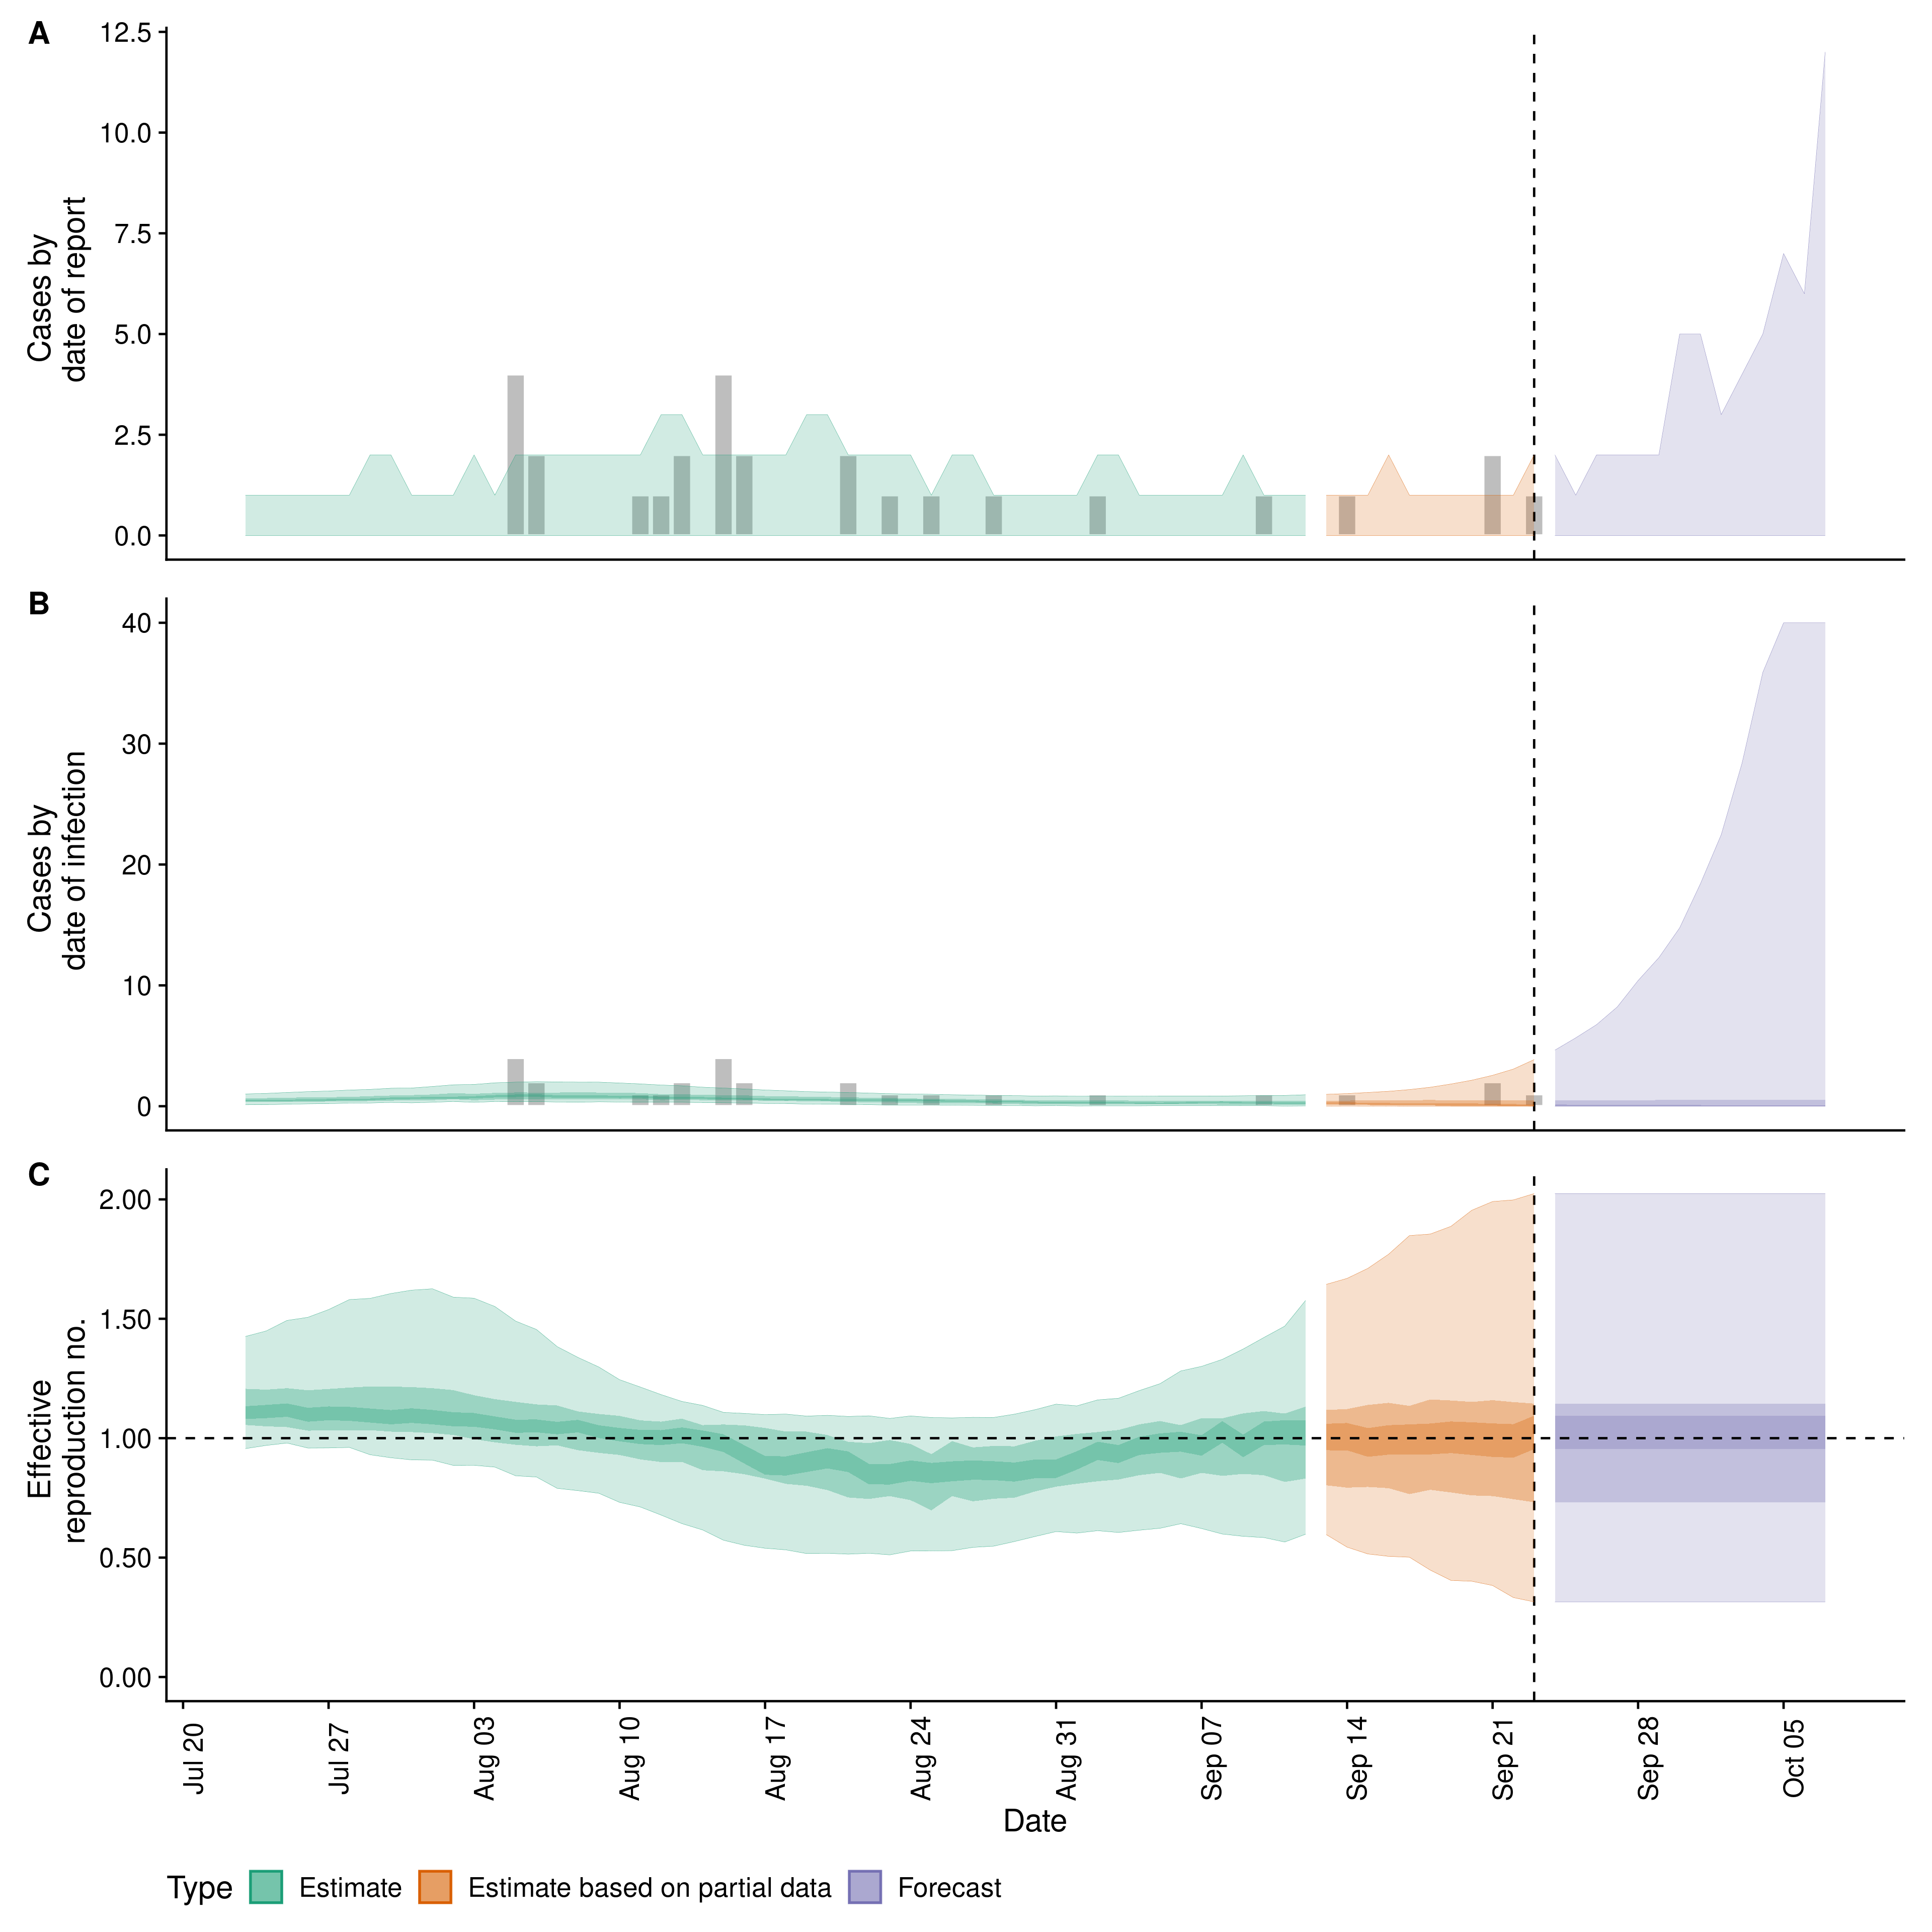 A
12.5
10.0
7.5
5.0
2.5
0.0
Cases by
date of report
B
40
30
20
10
0
Cases by
date of infection
C
2.00
1.50
1.00
0.50
0.00
Effective
reproduction no.
Jul 20
Jul 27
Aug 03
Aug 10
Aug 17
Aug 24
Aug 31
Sep 07
Sep 14
Sep 21
Sep 28
Oct 05
Date
Type Estimate Estimate based on partial data Forecast